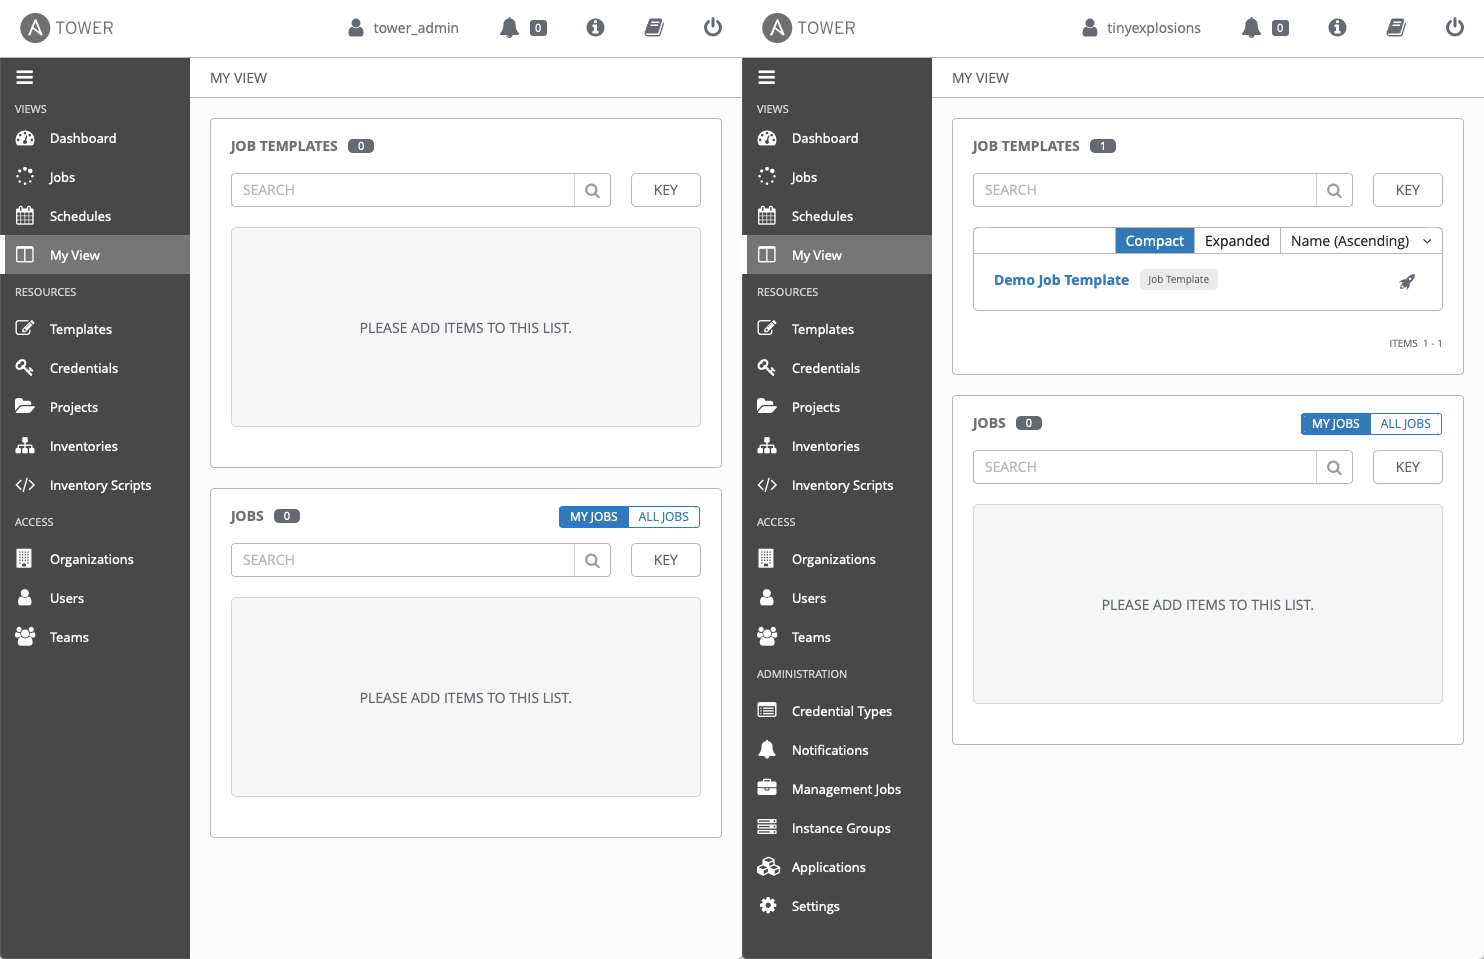 A TOWER
tower_admin
0
MY VIEW
VIEWS
Dashboard
Jobs
Schedules
My View
RESOURCES
Templates
Credentials
Projects
Inventories
Inventory Scripts
ACCESS
Organizations
Users
Teams
JOB TEMPLATES 0
SEARCH
KEY
PLEASE ADD ITEMS TO THIS LIST.
JOBS 0
MY JOBS ALL JOBS
SEARCH
KEY
PLEASE ADD ITEMS TO THIS LIST.
A TOWER
tinyexplosions
0
MY VIEW
VIEWS
Dashboard
Jobs
Schedules
My View
RESOURCES
Templates
Credentials
Projects
Inventories
Inventory Scripts
ACCESS
Organizations
Users
Teams
ADMINISTRATION
Credential Types
Notifications
Management Jobs
Instance Groups
Applications
Settings
JOB TEMPLATES 1
SEARCH
KEY
Compact Expanded Name (Ascending)
Demo Job Template Job Template
ITEMS 1 - 1
JOBS 0
MY JOBS ALL JOBS
SEARCH
KEY
PLEASE ADD ITEMS TO THIS LIST.